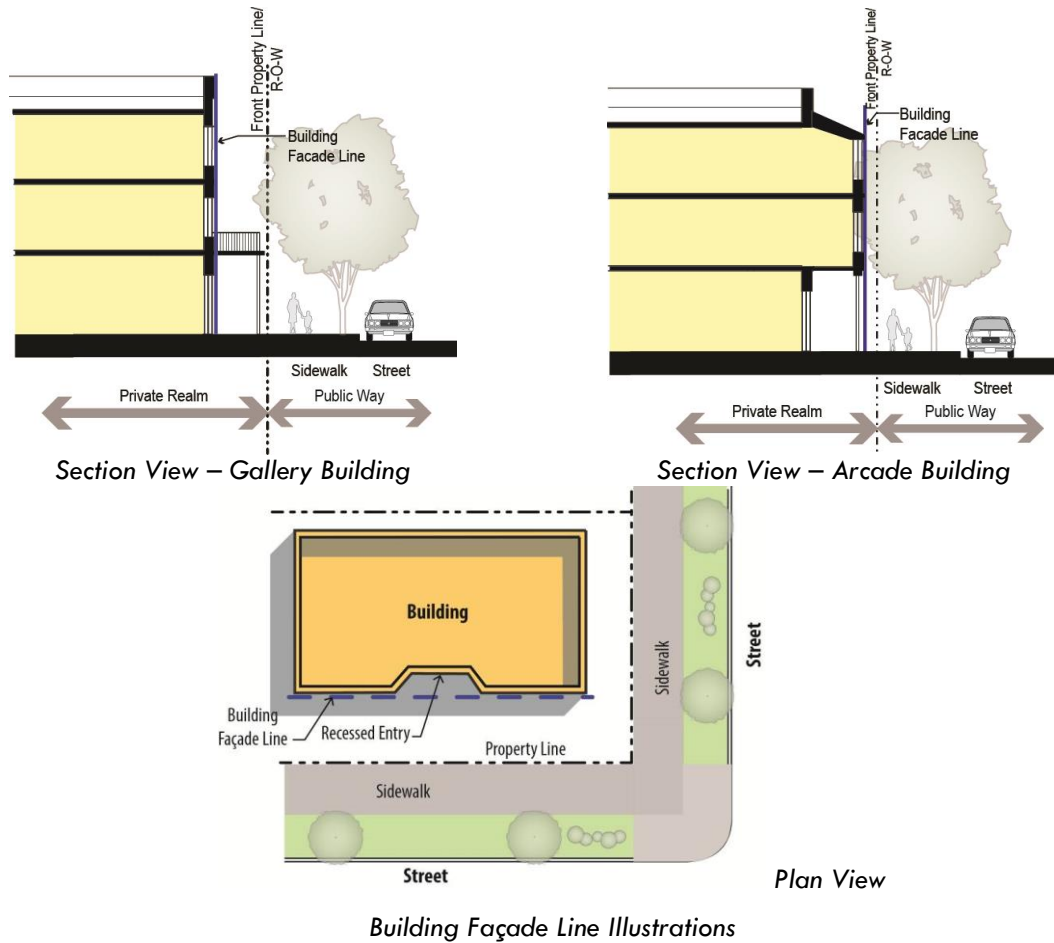 Front Property Line/
R-O-W
Building
Facade Line
Sidewalk
Street
Private Realm
Public Way
Section View – Gallery Building
Front Property Line/
R-O-W
Building
Facade Line
Sidewalk
Street
Private Realm
Public Way
Section View – Arcade Building
Building
Building
Façade Line
Recessed Entry
Property Line
Sidewalk
Sidewalk
Street
Street
Plan View
Building Façade Line Illustrations